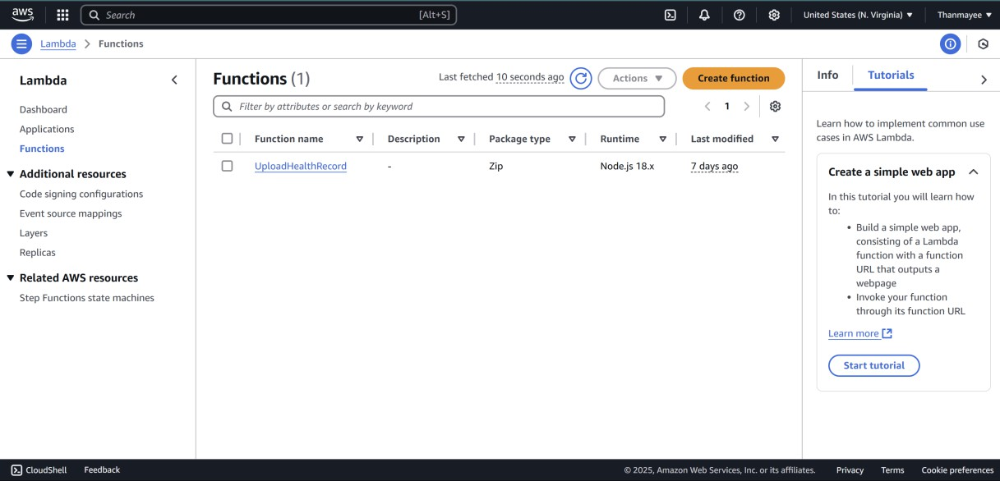 aws
Search [Alt+S]
United States (N. Virginia)
Thanmayee
Lambda
Functions
Lambda
Dashboard
Applications
Functions
Additional resources
Code signing configurations
Event source mappings
Layers
Replicas
Related AWS resources
Step Functions state machines
Functions (1)
Last fetched 10 seconds ago
Actions
Create function
Filter by attributes or search by keyword
1
Function name Description Package type Runtime Last modified
UploadHealthRecord - Zip Node.js 18.x 7 days ago
Info Tutorials
Learn how to implement common use
cases in AWS Lambda.
Create a simple web app
In this tutorial you will learn how
to:
• Build a simple web app,
consisting of a Lambda
function with a function
URL that outputs a
webpage
• Invoke your function
through its function URL
Learn more
Start tutorial
CloudShell Feedback © 2025, Amazon Web Services, Inc. or its affiliates. Privacy Terms Cookie preferences